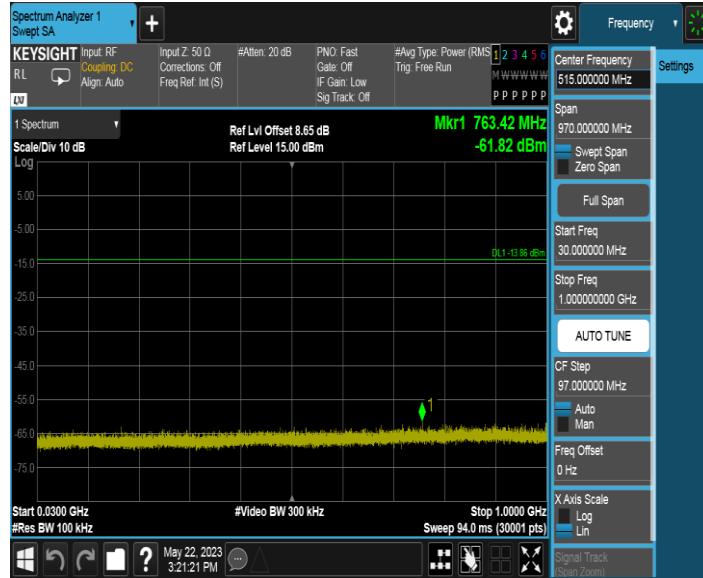 Spectrum Analyzer 1
Swept SA
+
Frequency
KEYSIGHT
RL
LXI
Input: RF
Coupling: DC
Align: Auto
Input Z: 50 Ω
Corrections: Off
Freq Ref: Int (S)
#Atten: 20 dB
PNO: Fast
Gate: Off
IF Gain: Low
Sig Track: Off
#Avg Type: Power (RMS
Trig: Free Run
1 2 3 4 5 6
M W W W W W
P P P P P P
Center Frequency
515.000000 MHz
Settings
1 Spectrum
Scale/Div 10 dB
Log
Ref Lvl Offset 8.65 dB
Ref Level 15.00 dBm
Mkr1 763.42 MHz
-61.82 dBm
Span
970.000000 MHz
Swept Span
Zero Span
Full Span
Start Freq
30.000000 MHz
Stop Freq
1.000000000 GHz
AUTO TUNE
CF Step
97.000000 MHz
Auto
Man
Freq Offset
0 Hz
X Axis Scale
Log
Lin
Signal Track
(Span Zoom)
5.00
-5.00
DL1 -13.86 dBm
-15.0
-25.0
-35.0
-45.0
-55.0
1
-65.0
-75.0
Start 0.0300 GHz
#Res BW 100 kHz
#Video BW 300 kHz
Stop 1.0000 GHz
Sweep 94.0 ms (30001 pts)
?
May 22, 2023
3:21:21 PM